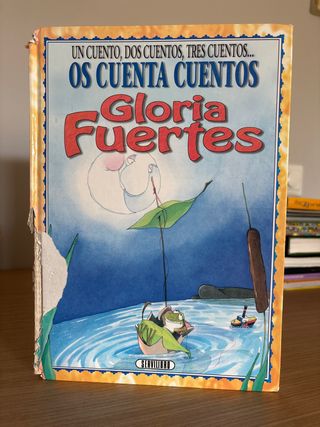 UN CUENTO, DOS CUENTOS, TRES CUENTOS...
OS CUENTA CUENTOS
Gloria
Fuertes
SERVILIBRO